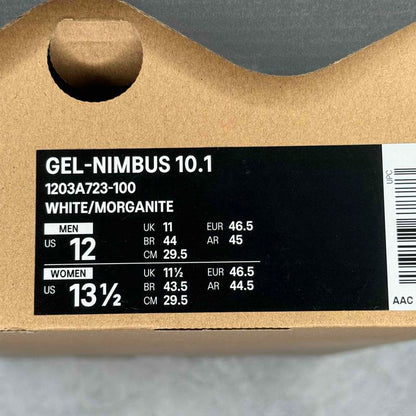 GEL-NIMBUS 10.1
1203A723-100
WHITE/MORGANITE
MEN
US 12
UK 11 EUR 46.5
BR 44 AR 45
CM 29.5
WOMEN
US 13½
UK 11½ EUR 46.5
BR 43.5 AR 44.5
CM 29.5
UPC
AAC